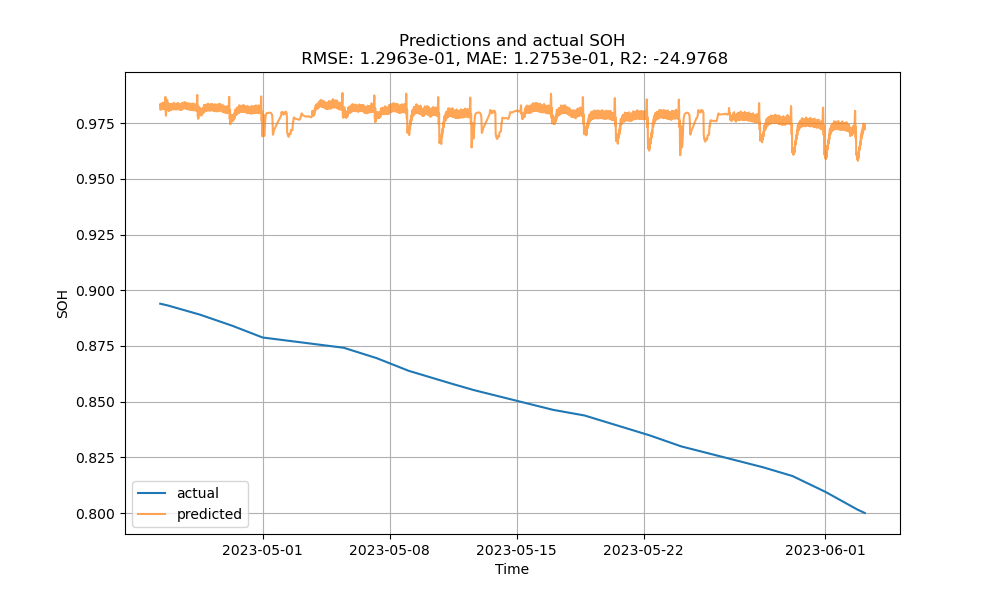 Predictions and actual SOH
RMSE: 1.2963e-01, MAE: 1.2753e-01, R2: -24.9768
SOH
0.975
0.950
0.925
0.900
0.875
0.850
0.825
0.800
actual
predicted
2023-05-01 2023-05-08 2023-05-15 2023-05-22 2023-06-01
Time